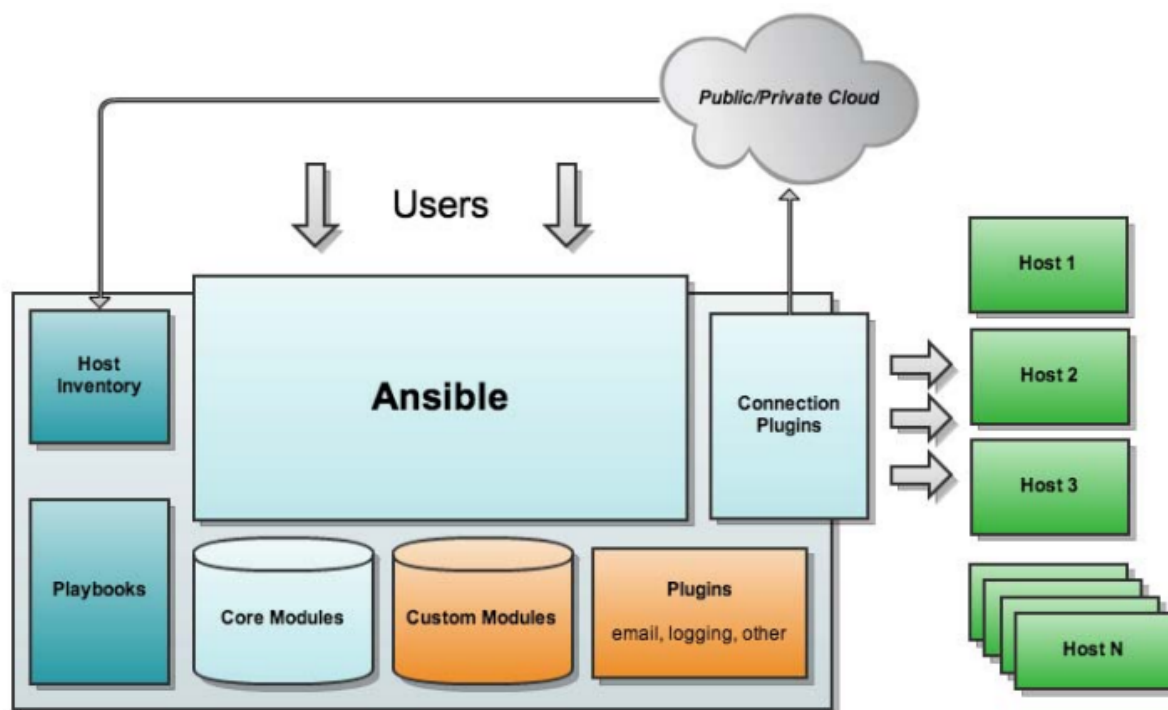 Public/Private Cloud
Users
Host 1
Host
Inventory
Ansible
Connection
Plugins
Host 2
Host 3
Playbooks
Core Modules
Custom Modules
Plugins
email, logging, other
Host N